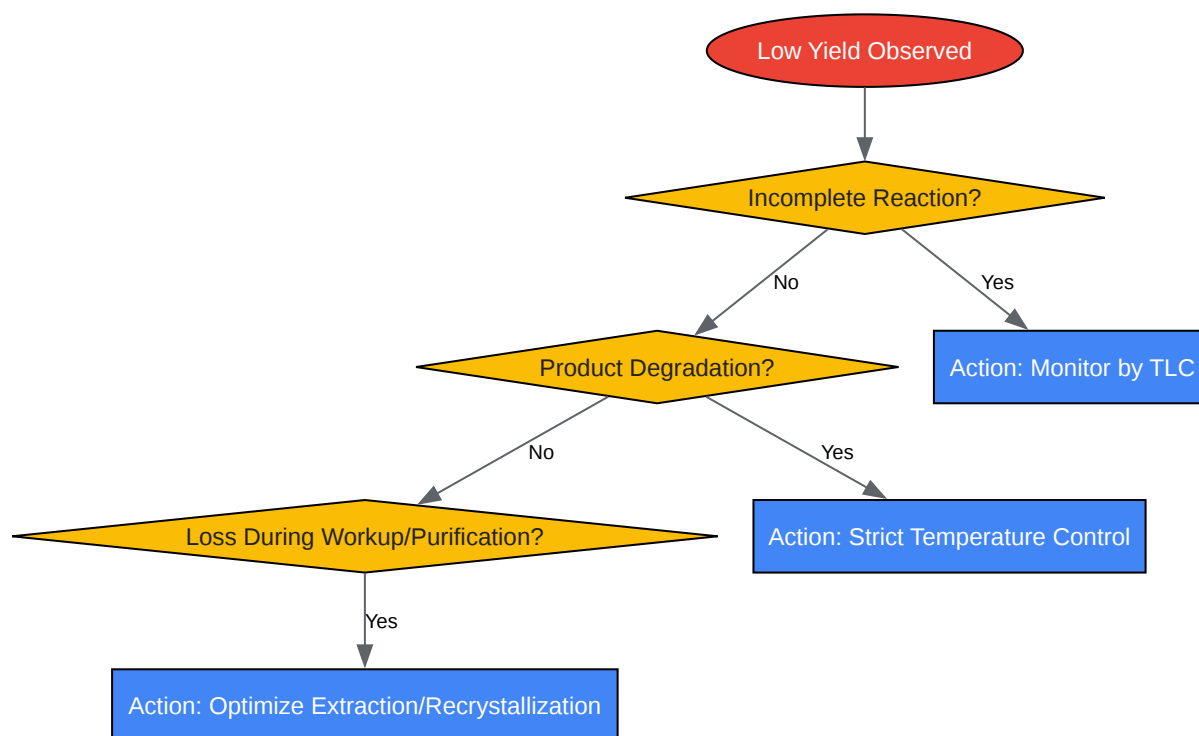 Low Yield Observed
Incomplete Reaction?
No
Yes
Product Degradation?
Action: Monitor by TLC
No
Yes
Loss During Workup/Purification?
Action: Strict Temperature Control
Yes
Action: Optimize Extraction/Recrystallization